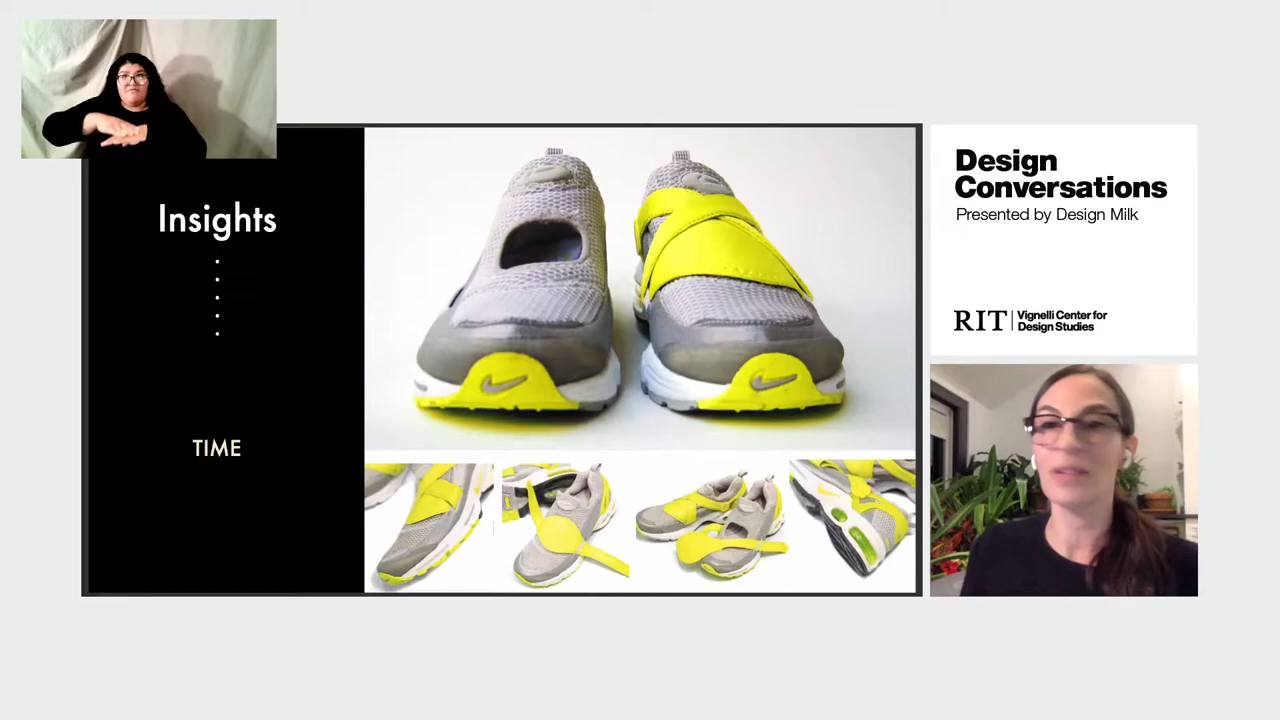 Insights
TIME
Design
Conversations
Presented by Design Milk
RIT
Vignelli Center for
Design Studies